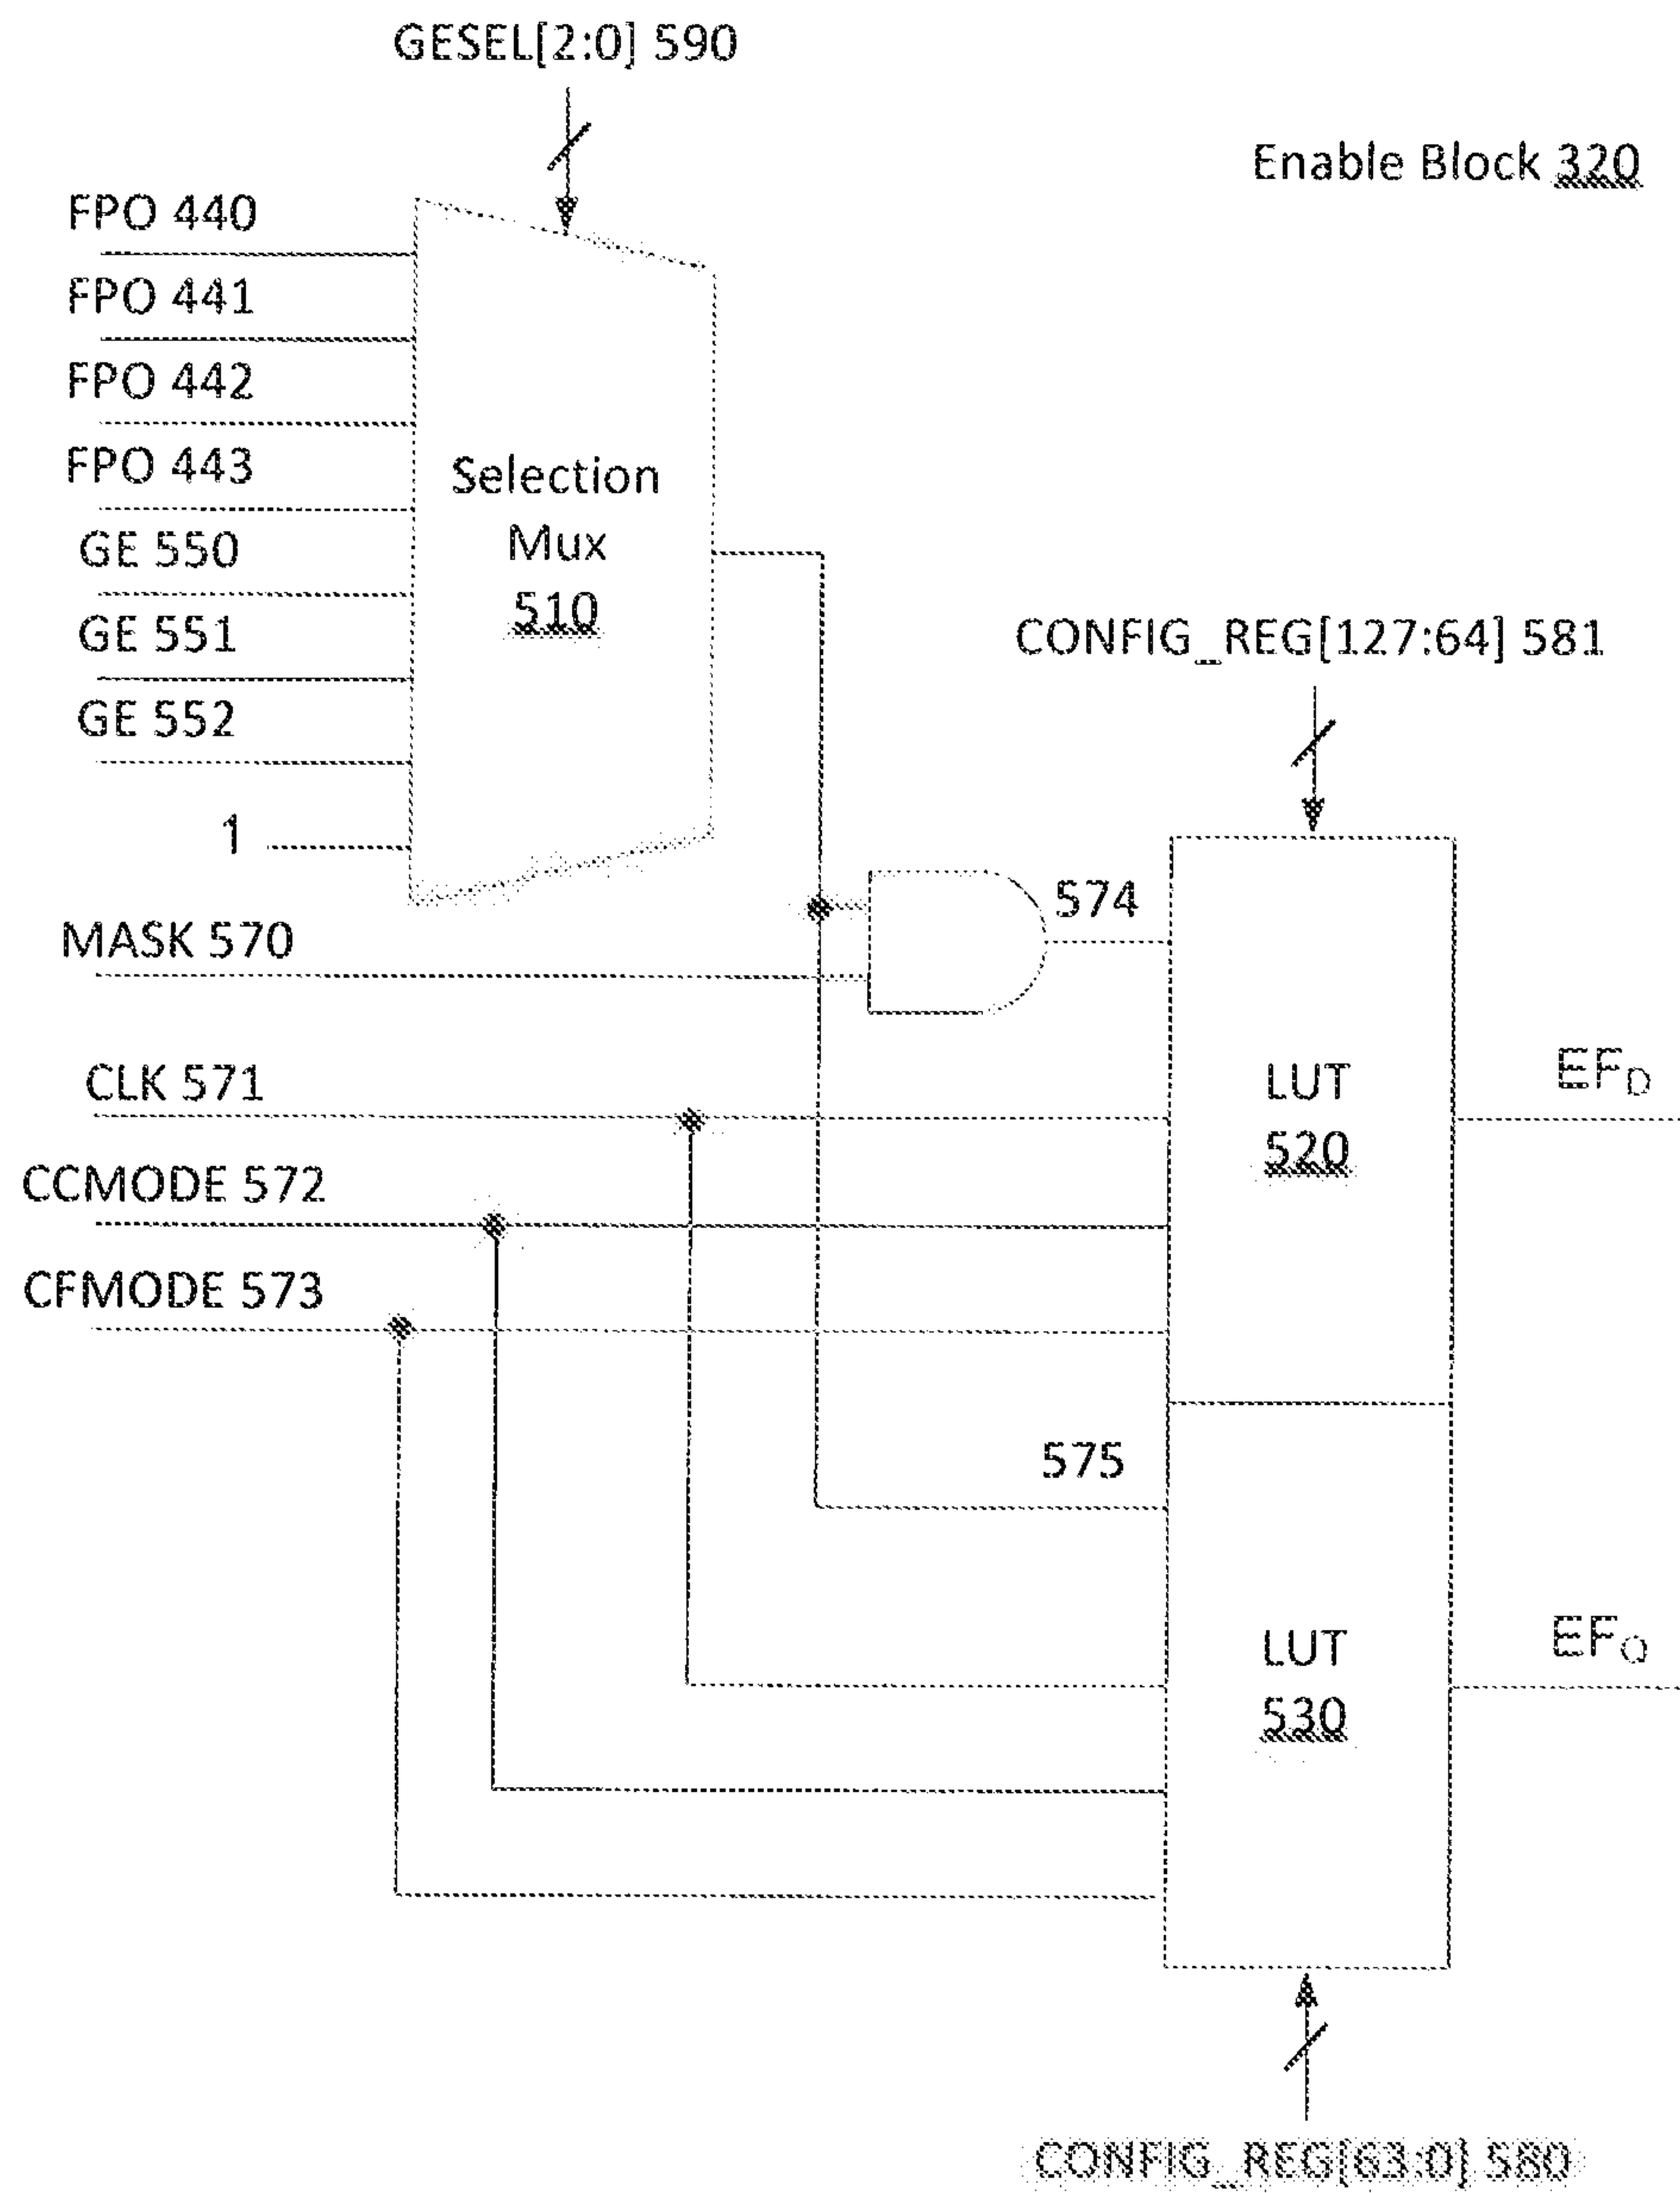 GESEL[2:0] 590
Enable Block 320
FPO 440
FPO 441
FPO 442
FPO 443
GE 550
GE 551
GE 552
1
Selection
Mux
510
CONFIG_REG[127:64] 581
MASK 570
574
CLK 571
CCMODE 572
CFMODE 573
LUT
520
EFD
575
LUT
530
EFQ
CONFIG_REG[63:0] 580